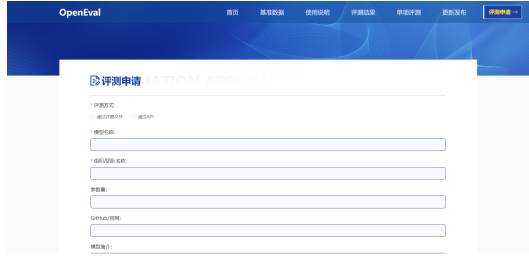 OpenEval 首页 基准数据 使用说明 评测结果 单项评测 更新发布 评测申请 →
评测申请
* 评测方式:
通过评测文件 通过API
* 模型名称:
* 组织/团队名称:
参数量:
GitHub/官网:
模型简介: